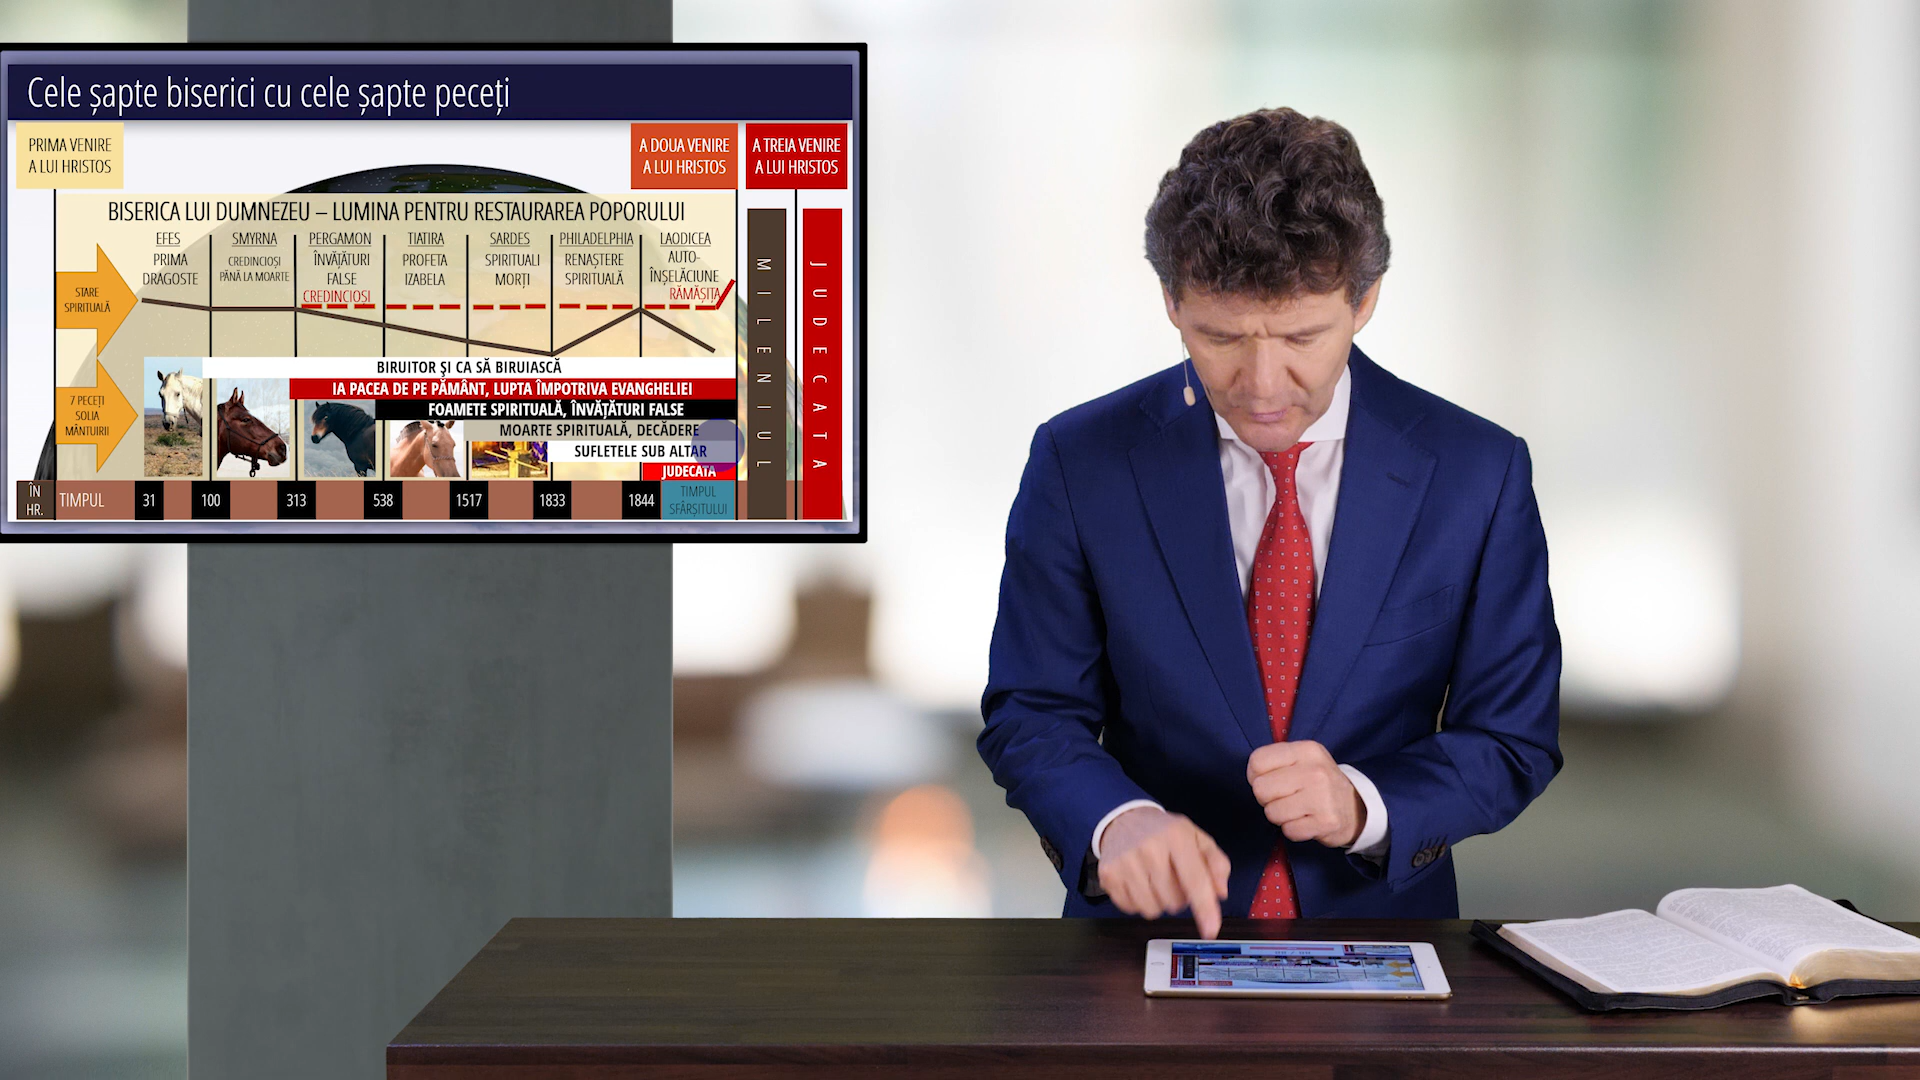 Cele șapte biserici cu cele șapte peceți
PRIMA VENIRE
A LUI HRISTOS
A DOUA VENIRE
A LUI HRISTOS
A TREIA VENIRE
A LUI HRISTOS
BISERICA LUI DUMNEZEU – LUMINA PENTRU RESTAURAREA POPORULUI
EFES
PRIMA
DRAGOSTE
SMYRNA
CREDINCIOȘI
PÂNĂ LA MOARTE
PERGAMON
ÎNVĂȚĂTURI
FALSE
CREDINCIOȘI
TIATIRA
PROFETA
IZABELA
SARDES
SPIRITUALI
MORȚI
PHILADELPHIA
RENAȘTERE
SPIRITUALĂ
LAODICEA
AUTO-
ÎNȘELĂCIUNE
RĂMĂȘIȚA
STARE
SPIRITUALĂ
7 PECEȚI
SOLIA
MÂNTUIRII
BIRUITOR ŞI CA SĂ BIRUIASCĂ
IA PACEA DE PE PĂMÂNT, LUPTA ÎMPOTRIVA EVANGHELIEI
FOAMETE SPIRITUALĂ, ÎNVĂȚĂTURI FALSE
MOARTE SPIRITUALĂ, DECĂDERE
SUFLETELE SUB ALTAR
JUDECATA
MILENIUL
JUDECATA
ÎN
HR.
TIMPUL
31
100
313
538
1517
1833
1844
TIMPUL
SFÂRȘITULUI